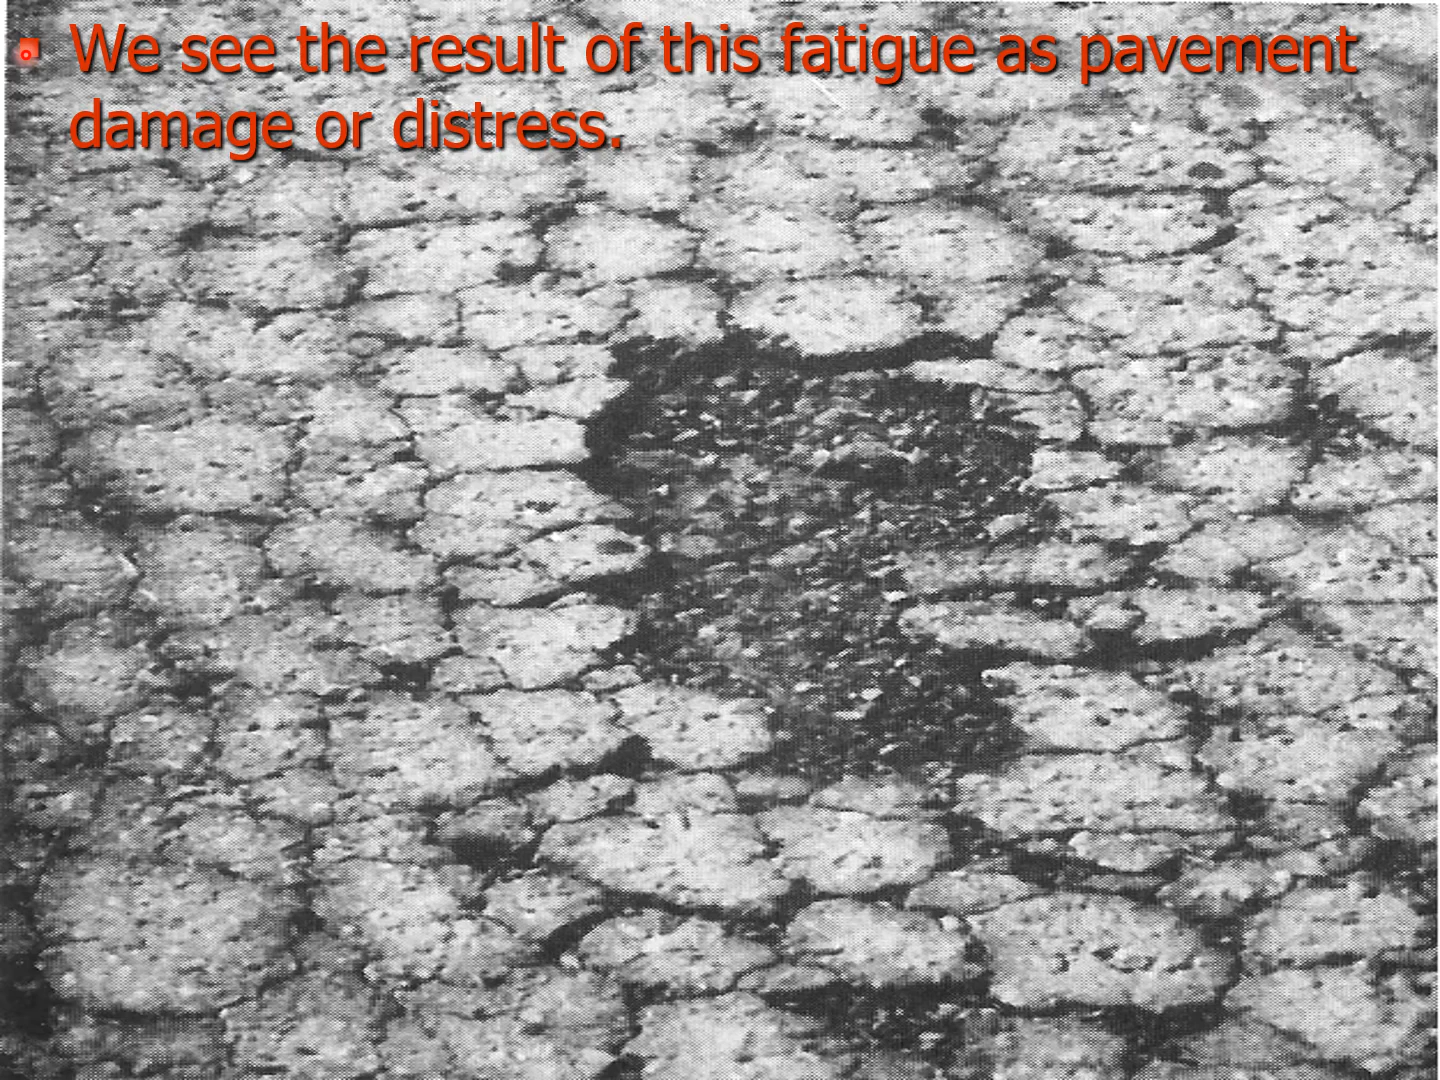 We see the result of this fatigue as pavement
damage or distress.